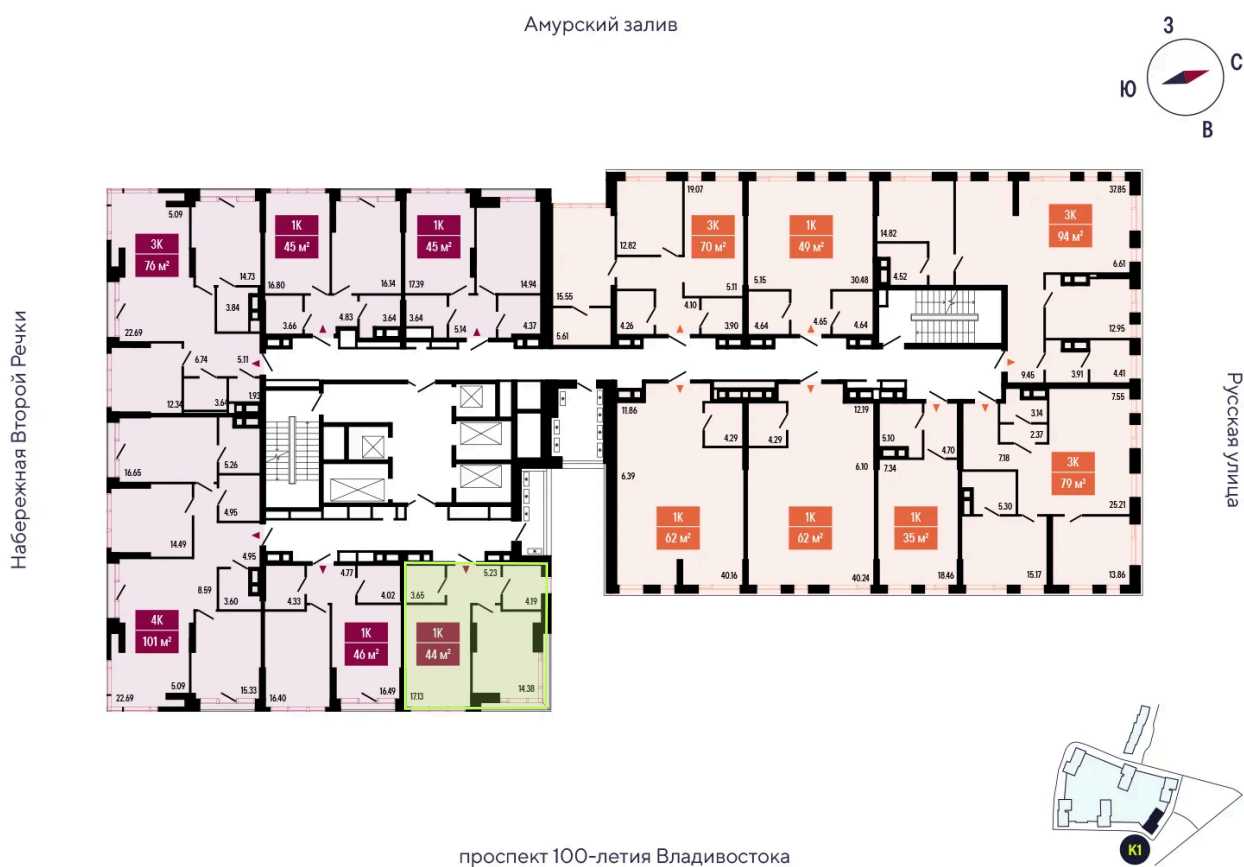 Амурский залив
З
С
Ю
В
5.09
3К
76 м²
14.73
3.84
22.69
6.74
5.11
12.34
3.64
1.93
1К
45 м²
16.80
16.14
3.66
4.83
3.64
1К
45 м²
17.39
14.94
3.64
5.14
4.37
15.55
5.61
19.07
12.82
3К
70 м²
5.11
4.10
4.26
3.90
1К
49 м²
5.15
30.48
4.64
4.65
4.64
14.82
4.52
37.85
3К
94 м²
6.61
12.95
9.45
3.91
4.41
Набережная Второй Речки
Русская улица
16.65
5.26
4.95
14.49
4.95
8.59
3.60
4К
101 м²
22.69
5.09
15.33
4.77
4.33
4.02
1К
46 м²
16.40
16.49
5.23
3.65
4.19
1К
44 м²
17.13
14.38
11.86
4.29
6.39
1К
62 м²
40.16
12.19
4.29
6.10
1К
62 м²
40.24
5.10
4.70
7.34
1К
35 м²
18.46
7.55
3.14
2.37
7.18
3К
79 м²
5.30
25.21
15.17
13.86
К1
проспект 100-летия Владивостока